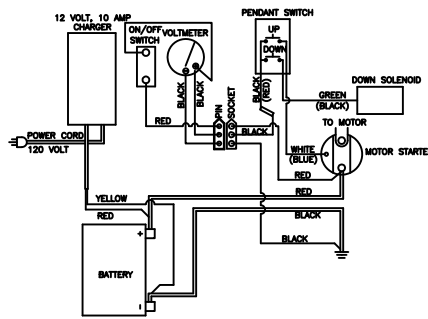 PENDANT SWITCH
12 VOLT, 10 AMP
CHARGER
ON/OFF
SWITCH
VOLTMETER
UP
DOWN
DOWN SOLENOID
BLACK
BLACK
BLACK
(RED)
GREEN
(BLACK)
PIN
SOCKET
RED
BLACK
TO MOTOR
POWER CORD
120 VOLT
WHITE
(BLUE)
MOTOR STARTE
RED
RED
YELLOW
RED
BLACK
+
BLACK
BATTERY
-